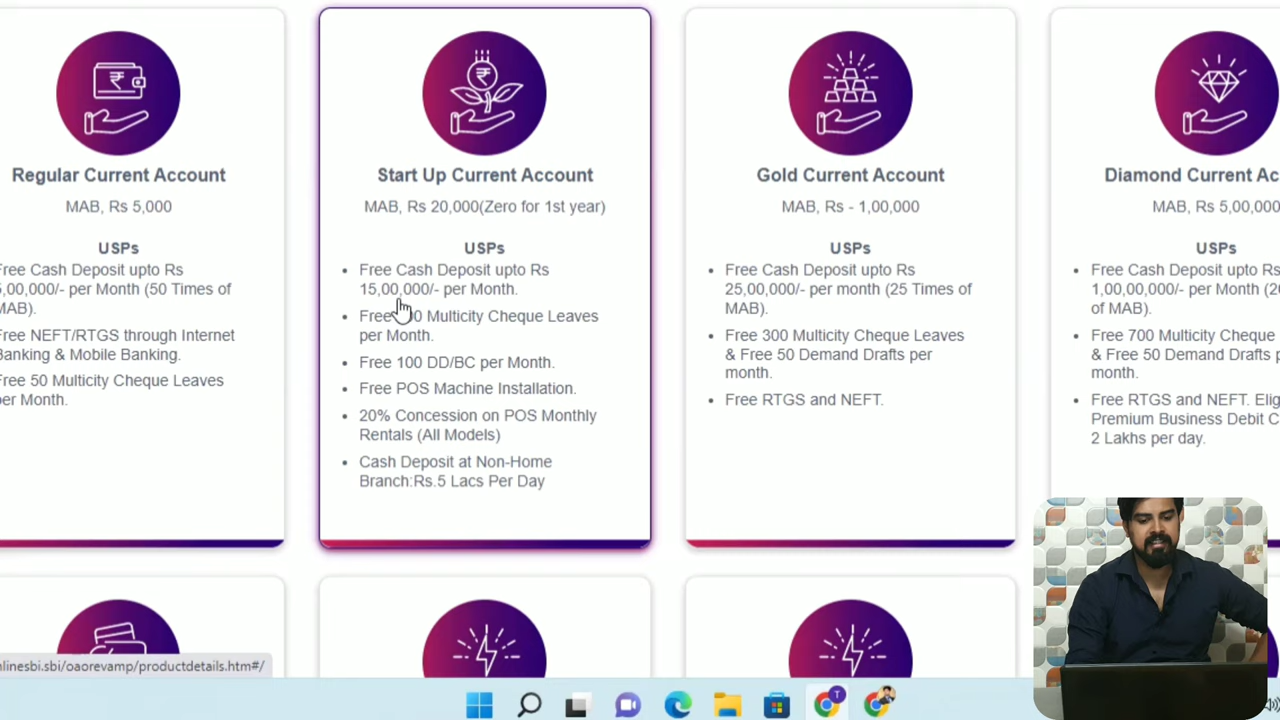 Regular Current Account
MAB, Rs 5,000
USPs
Free Cash Deposit upto Rs
,00,000/- per Month (50 Times of
MAB).
Free NEFT/RTGS through Internet
Banking & Mobile Banking.
Free 50 Multicity Cheque Leaves
per Month.
Start Up Current Account
MAB, Rs 20,000(Zero for 1st year)
USPs
• Free Cash Deposit upto Rs
15,00,000/- per Month.
• Free Multicity Cheque Leaves
per Month.
• Free 100 DD/BC per Month.
• Free POS Machine Installation.
• 20% Concession on POS Monthly
Rentals (All Models)
• Cash Deposit at Non-Home
Branch:Rs.5 Lacs Per Day
Gold Current Account
MAB, Rs - 1,00,000
USPs
• Free Cash Deposit upto Rs
25,00,000/- per month (25 Times of
MAB).
• Free 300 Multicity Cheque Leaves
& Free 50 Demand Drafts per
month.
• Free RTGS and NEFT.
Diamond Current Ac
MAB, Rs 5,00,000
USPs
• Free Cash Deposit upto Rs
1,00,00,000/- per Month (20
of MAB).
• Free 700 Multicity Cheque
& Free 50 Demand Drafts p
month.
• Free RTGS and NEFT. Elig
Premium Business Debit C
2 Lakhs per day.
nlinesbi.sbi/oaorevamp/productdetails.htm#/
T